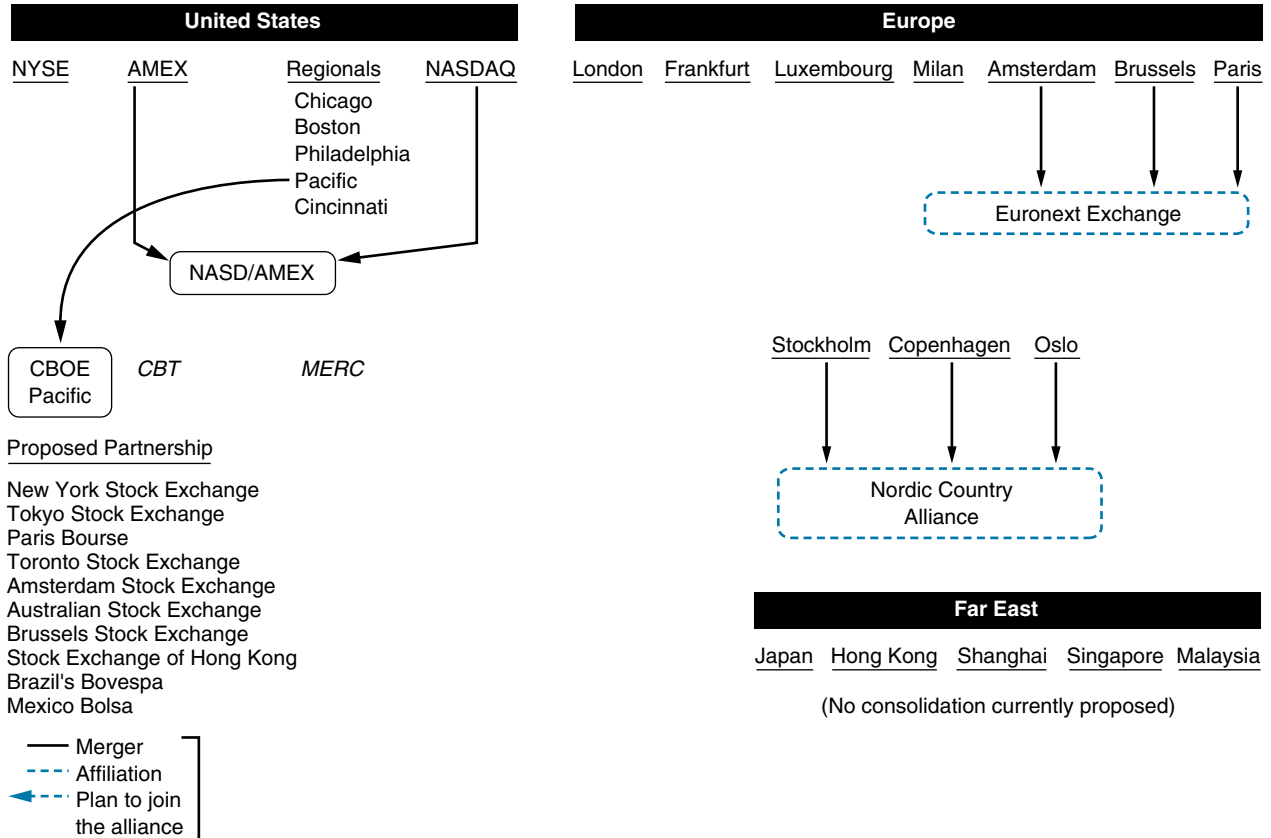 United States
NYSE AMEX Regionals NASDAQ
Chicago
Boston
Philadelphia
Pacific
Cincinnati
NASD/AMEX
CBOE
Pacific
CBT MERC
Proposed Partnership
New York Stock Exchange
Tokyo Stock Exchange
Paris Bourse
Toronto Stock Exchange
Amsterdam Stock Exchange
Australian Stock Exchange
Brussels Stock Exchange
Stock Exchange of Hong Kong
Brazil's Bovespa
Mexico Bolsa
Merger
Affiliation
Plan to join
the alliance
Europe
London Frankfurt Luxembourg Milan Amsterdam Brussels Paris
Euronext Exchange
Stockholm Copenhagen Oslo
Nordic Country
Alliance
Far East
Japan Hong Kong Shanghai Singapore Malaysia
(No consolidation currently proposed)